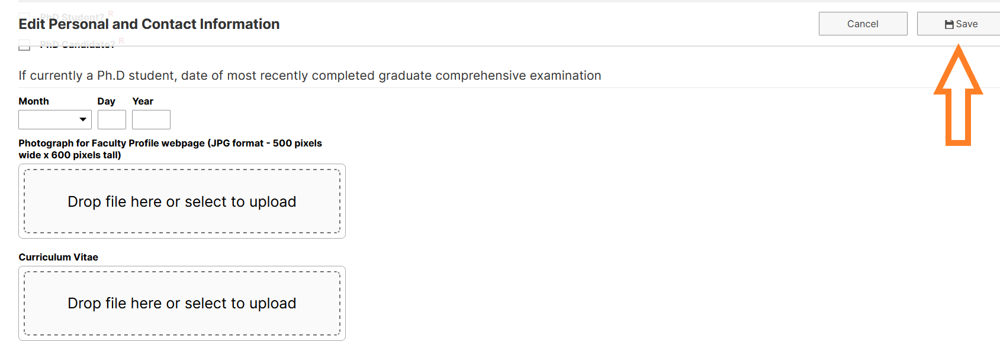 PhD Student? R
Edit Personal and Contact Information
Cancel
Save
PhD Candidate? R
If currently a Ph.D student, date of most recently completed graduate comprehensive examination
Month Day Year
Photograph for Faculty Profile webpage (JPG format - 500 pixels
wide x 600 pixels tall)
Drop file here or select to upload
Curriculum Vitae
Drop file here or select to upload